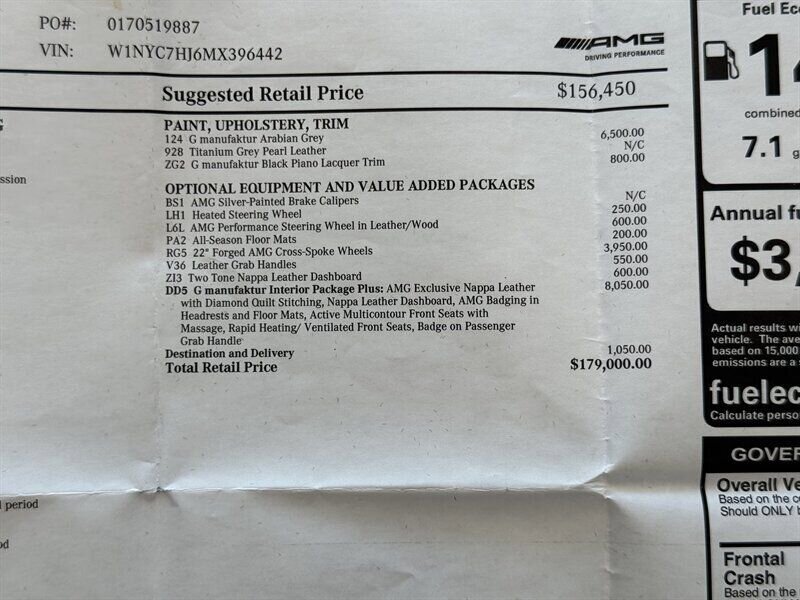 PO#: 0170519887
VIN: W1NYC7HJ6MX396442
AMG
DRIVING PERFORMANCE
Suggested Retail Price $156,450
PAINT, UPHOLSTERY, TRIM
124 G manufaktur Arabian Grey 6,500.00
928 Titanium Grey Pearl Leather N/C
ZG2 G manufaktur Black Piano Lacquer Trim 800.00
OPTIONAL EQUIPMENT AND VALUE ADDED PACKAGES
BS1 AMG Silver-Painted Brake Calipers N/C
LH1 Heated Steering Wheel 250.00
L6L AMG Performance Steering Wheel in Leather/Wood 600.00
PA2 All-Season Floor Mats 200.00
RG5 22" Forged AMG Cross-Spoke Wheels 3,950.00
V36 Leather Grab Handles 550.00
ZI3 Two Tone Nappa Leather Dashboard 600.00
DD5 G manufaktur Interior Package Plus: AMG Exclusive Nappa Leather 8,050.00
with Diamond Quilt Stitching, Nappa Leather Dashboard, AMG Badging in
Headrests and Floor Mats, Active Multicontour Front Seats with
Massage, Rapid Heating/ Ventilated Front Seats, Badge on Passenger
Grab Handle
Destination and Delivery 1,050.00
Total Retail Price $179,000.00
ssion
period
Fuel Ec
combined
7.1
Annual fu
$3,
Actual results wi
vehicle. The ave
based on 15,000
emissions are a
fuelec
Calculate perso
GOVER
Overall Ve
Based on the co
Should ONLY b
Frontal
Crash
Based on the